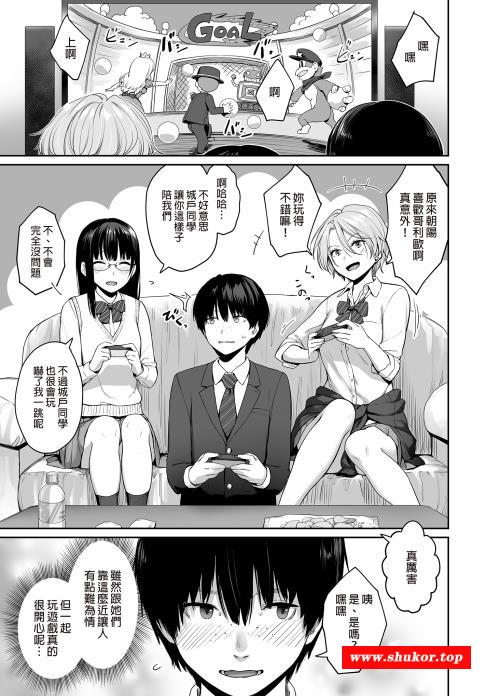 嘿
嘿
GOAL
啊
上啊
原來朝陽
喜歡哥利歐啊
真意外！
妳玩得
不錯嘛！
啊哈哈…
不好意思
城戶同學
讓你這樣子
陪我們
不、不會
完全沒問題
不過城戶同學
也很會玩
嚇了我一跳呢
真厲害
咦
是、是嗎？
嘿嘿
雖然跟她們
靠這麼近讓人
有點難為情
但一起
玩遊戲真的
很開心呢…
www.shukor.top